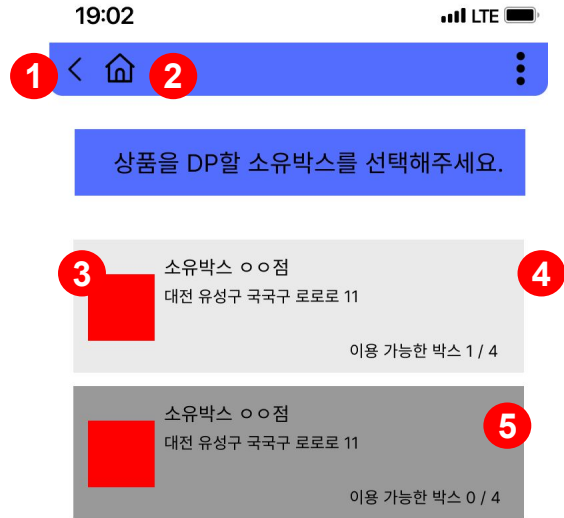 19:02 LTE
1 2
상품을 DP할 소유박스를 선택해주세요.
3 소유박스 ㅇㅇ점 4
대전 유성구 국국구 로로로 11
이용 가능한 박스 1 / 4
소유박스 ㅇㅇ점 5
대전 유성구 국국구 로로로 11
이용 가능한 박스 0 / 4